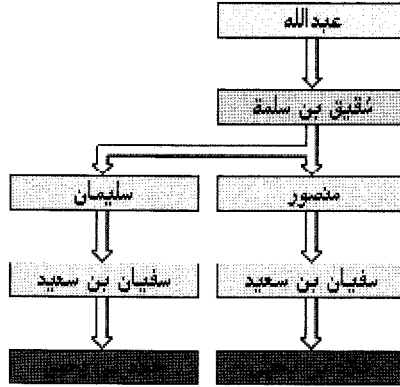 عبدالله
شقيق بن سلمة
منصور
سليمان
سفيان بن سعيد
سفيان بن سعيد